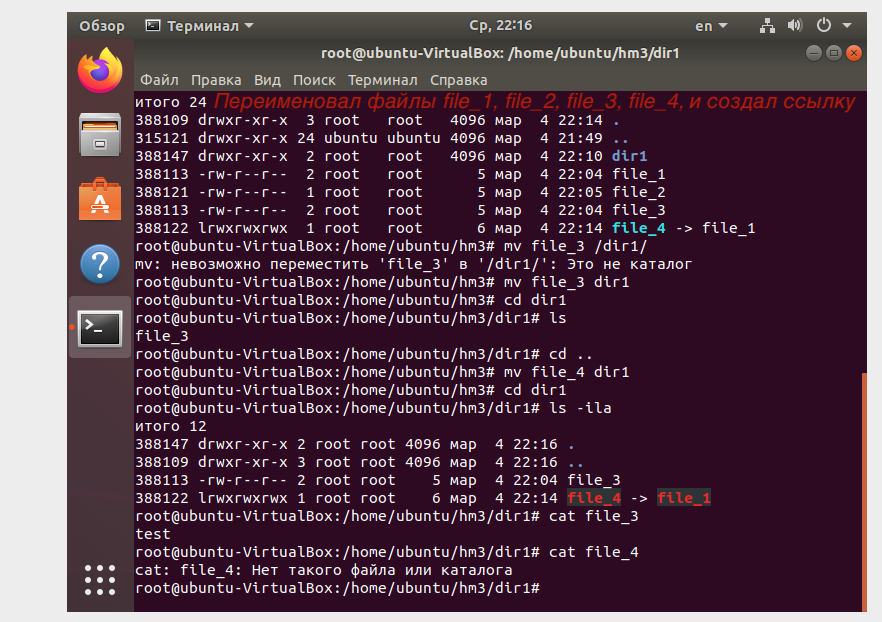 Обзор Терминал Ср, 22:16 en
root@ubuntu-VirtualBox: /home/ubuntu/hm3/dir1
Файл Правка Вид Поиск Терминал Справка
итого 24 Переименовал файлы file_1, file_2, file_3, file_4, и создал ссылку
388109 drwxr-xr-x  3 root   root   4096 мар  4 22:14 .
315121 drwxr-xr-x 24 ubuntu ubuntu 4096 мар  4 21:49 ..
388147 drwxr-xr-x  2 root   root   4096 мар  4 22:10 dir1
388113 -rw-r--r--  2 root   root      5 мар  4 22:04 file_1
388121 -rw-r--r--  1 root   root      5 мар  4 22:05 file_2
388113 -rw-r--r--  2 root   root      5 мар  4 22:04 file_3
388122 lrwxrwxrwx  1 root   root      6 мар  4 22:14 file_4 -> file_1
root@ubuntu-VirtualBox:/home/ubuntu/hm3# mv file_3 /dir1/
mv: невозможно переместить 'file_3' в '/dir1/': Это не каталог
root@ubuntu-VirtualBox:/home/ubuntu/hm3# mv file_3 dir1
root@ubuntu-VirtualBox:/home/ubuntu/hm3# cd dir1
root@ubuntu-VirtualBox:/home/ubuntu/hm3/dir1# ls
file_3
root@ubuntu-VirtualBox:/home/ubuntu/hm3/dir1# cd ..
root@ubuntu-VirtualBox:/home/ubuntu/hm3# mv file_4 dir1
root@ubuntu-VirtualBox:/home/ubuntu/hm3# cd dir1
root@ubuntu-VirtualBox:/home/ubuntu/hm3/dir1# ls -ila
итого 12
388147 drwxr-xr-x 2 root root 4096 мар  4 22:16 .
388109 drwxr-xr-x 3 root root 4096 мар  4 22:16 ..
388113 -rw-r--r-- 2 root root    5 мар  4 22:04 file_3
388122 lrwxrwxrwx 1 root root    6 мар  4 22:14 file_4 -> file_1
root@ubuntu-VirtualBox:/home/ubuntu/hm3/dir1# cat file_3
test
root@ubuntu-VirtualBox:/home/ubuntu/hm3/dir1# cat file_4
cat: file_4: Нет такого файла или каталога
root@ubuntu-VirtualBox:/home/ubuntu/hm3/dir1#